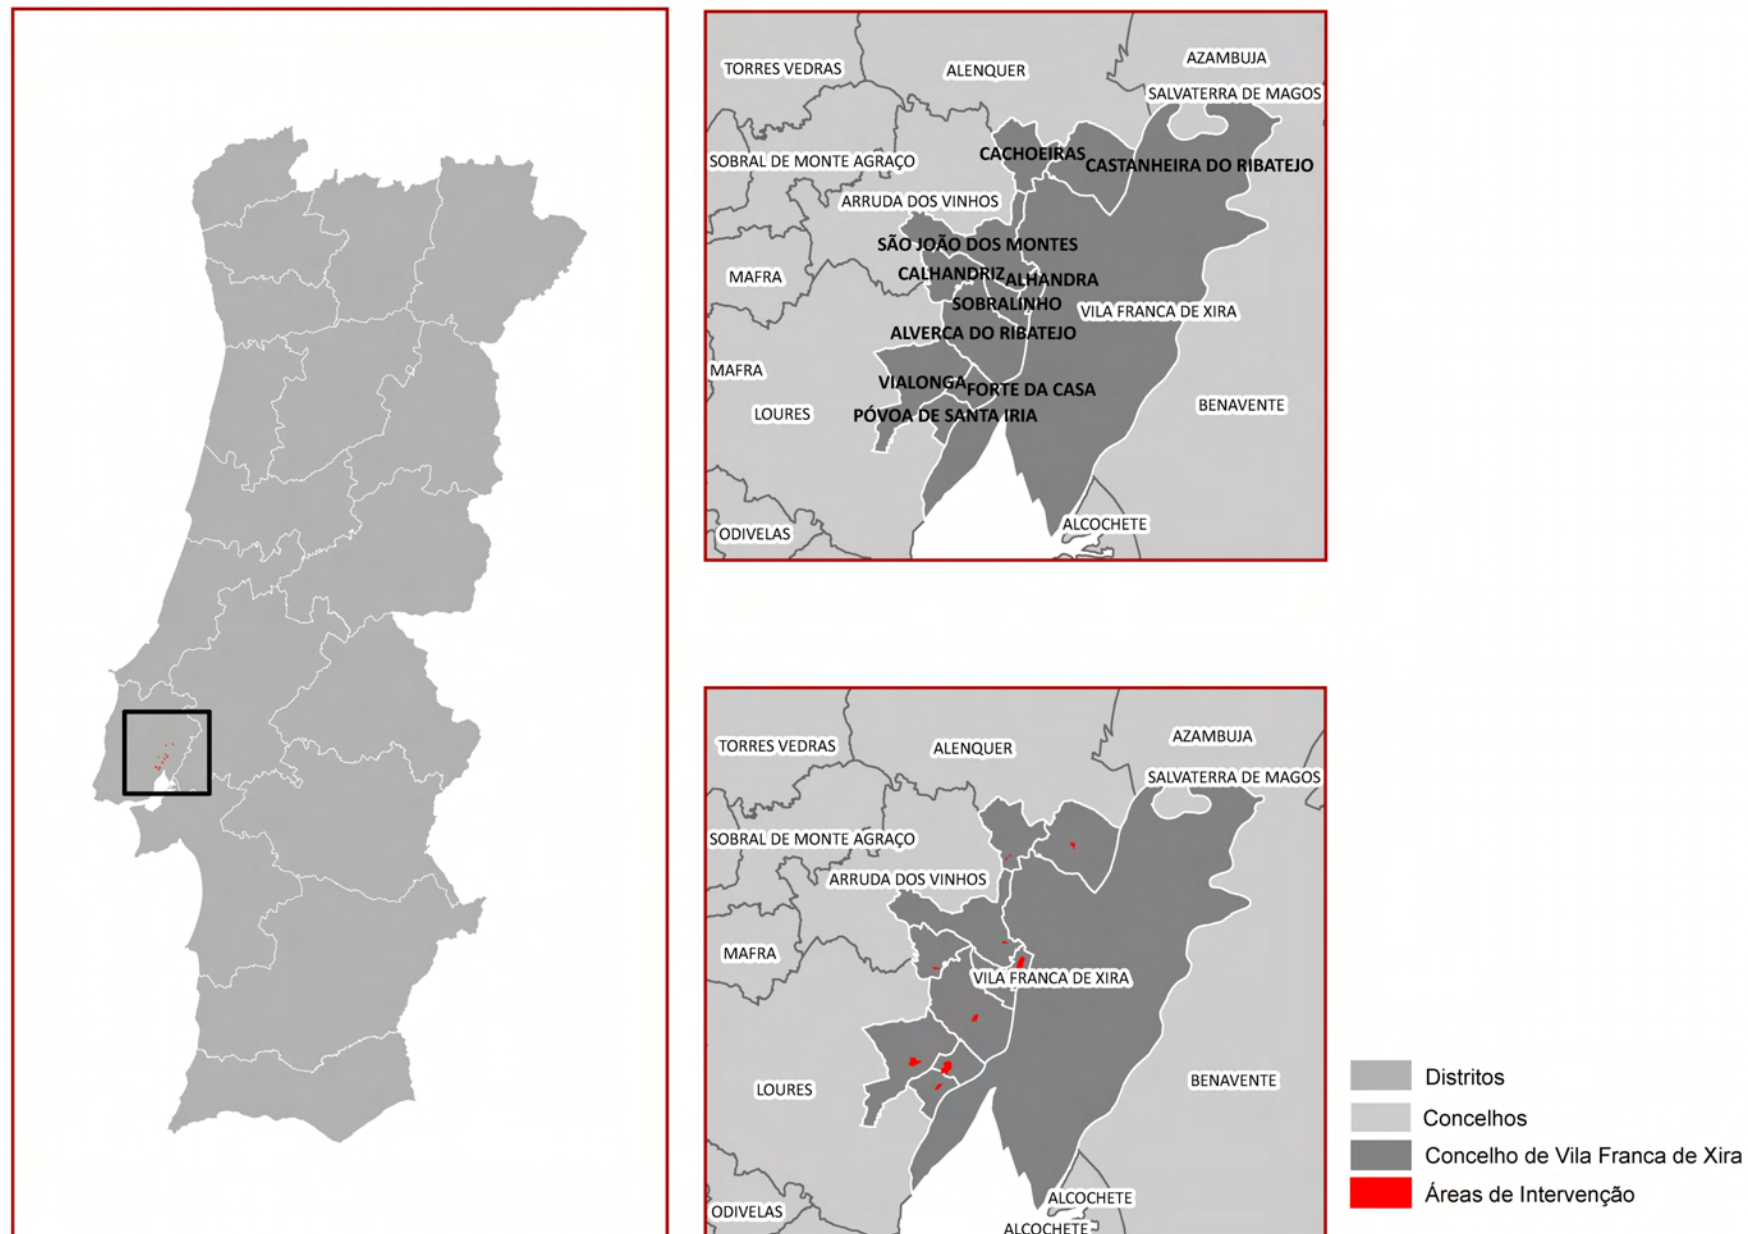 TORRES VEDRAS
ALENQUER
AZAMBUJA
SALVATERRA DE MAGOS
SOBRAL DE MONTE AGRAÇO
CACHOEIRAS
CASTANHEIRA DO RIBATEJO
ARRUDA DOS VINHOS
SÃO JOÃO DOS MONTES
MAFRA
CALHANDRIZ
ALHANDRA
SOBRALINHO
VILA FRANCA DE XIRA
ALVERCA DO RIBATEJO
MAFRA
VIALONGA
FORTE DA CASA
LOURES
PÓVOA DE SANTA IRIA
BENAVENTE
ODIVELAS
ALCOCHETE
TORRES VEDRAS
ALENQUER
AZAMBUJA
SALVATERRA DE MAGOS
SOBRAL DE MONTE AGRAÇO
ARRUDA DOS VINHOS
MAFRA
VILA FRANCA DE XIRA
LOURES
BENAVENTE
ODIVELAS
ALCOCHETE
ALCOCHETE
Distritos
Concelhos
Concelho de Vila Franca de Xira
Áreas de Intervenção